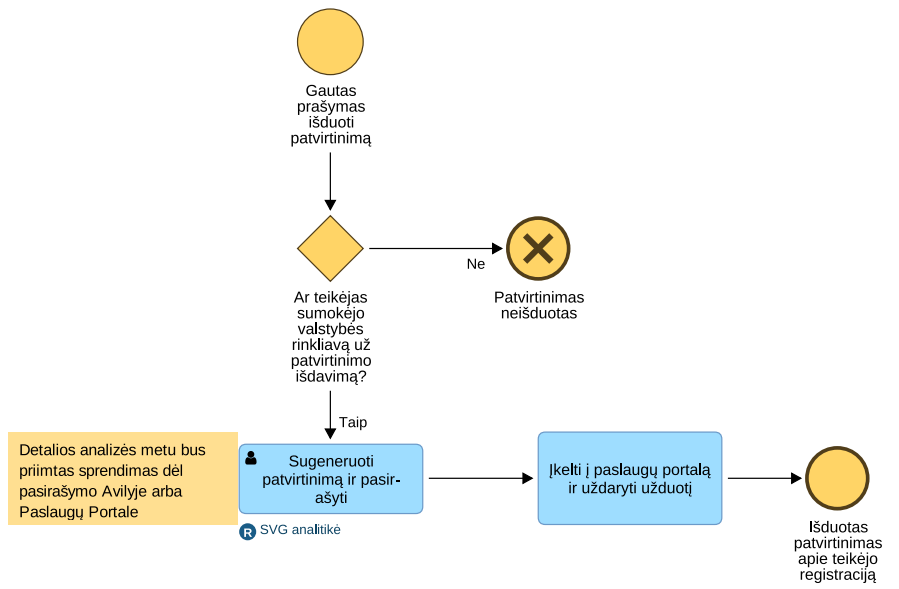 Gautas
prašymas
išduoti
patvirtinimą
Ne
Ar teikėjas
sumokėjo
valstybės
rinkliavą už
patvirtinimo
išdavimą?
Patvirtinimas
neišduotas
Taip
Detalios analizės metu bus
priimtas sprendimas dėl
pasirašymo Avilyje arba
Paslaugų Portale
Sugeneruoti
patvirtinimą ir pasir-
ašyti
R SVG analitikė
Įkelti į paslaugų portalą
ir uždaryti užduotį
Išduotas
patvirtinimas
apie teikėjo
registraciją